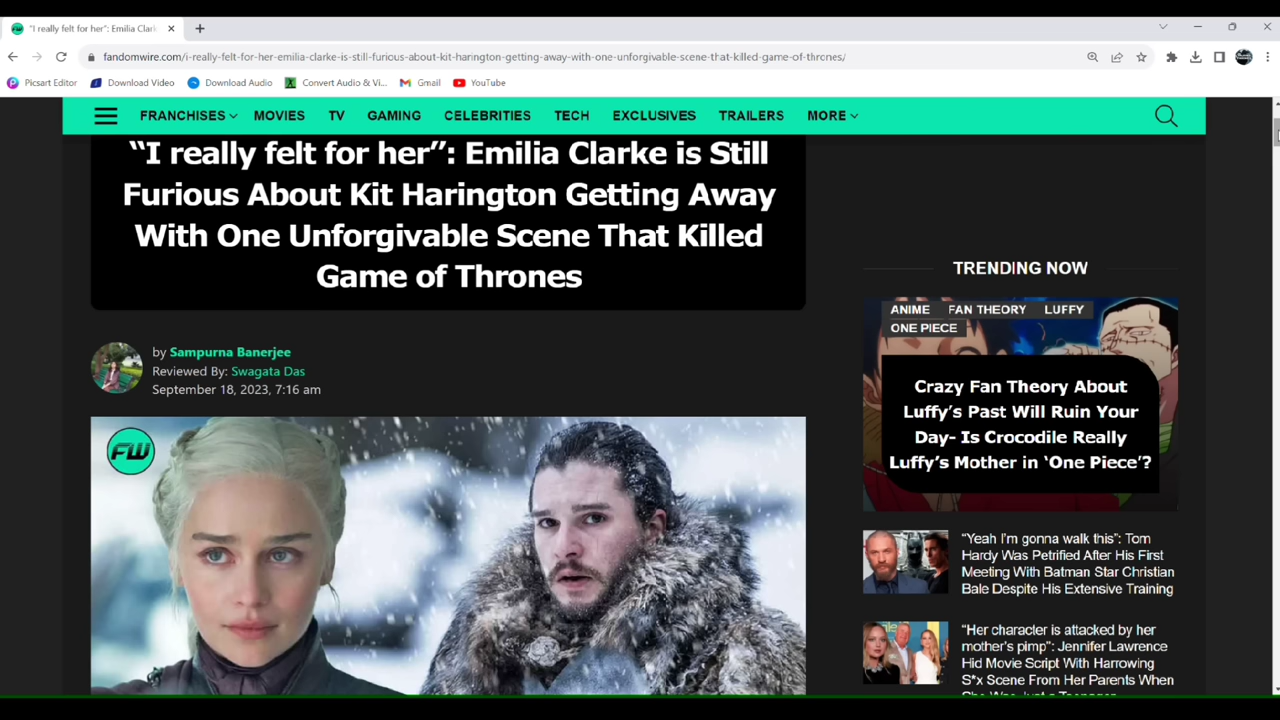 "I really felt for her": Emilia Clark
fandomwire.com/i-really-felt-for-her-emilia-clarke-is-still-furious-about-kit-harington-getting-away-with-one-unforgivable-scene-that-killed-game-of-thrones/
Picsart Editor
Download Video
Download Audio
Convert Audio & Vi...
Gmail
YouTube
FRANCHISES
MOVIES
TV
GAMING
CELEBRITIES
TECH
EXCLUSIVES
TRAILERS
MORE
“I really felt for her”: Emilia Clarke is Still
Furious About Kit Harington Getting Away
With One Unforgivable Scene That Killed
Game of Thrones
by Sampurna Banerjee
Reviewed By: Swagata Das
September 18, 2023, 7:16 am
FW
TRENDING NOW
ANIME FAN THEORY LUFFY
ONE PIECE
Crazy Fan Theory About
Luffy’s Past Will Ruin Your
Day- Is Crocodile Really
Luffy’s Mother in ‘One Piece’?
“Yeah I’m gonna walk this”: Tom
Hardy Was Petrified After His First
Meeting With Batman Star Christian
Bale Despite His Extensive Training
“Her character is attacked by her
mother’s pimp”: Jennifer Lawrence
Hid Movie Script With Harrowing
S*x Scene From Her Parents When
She Was Just a Teenager